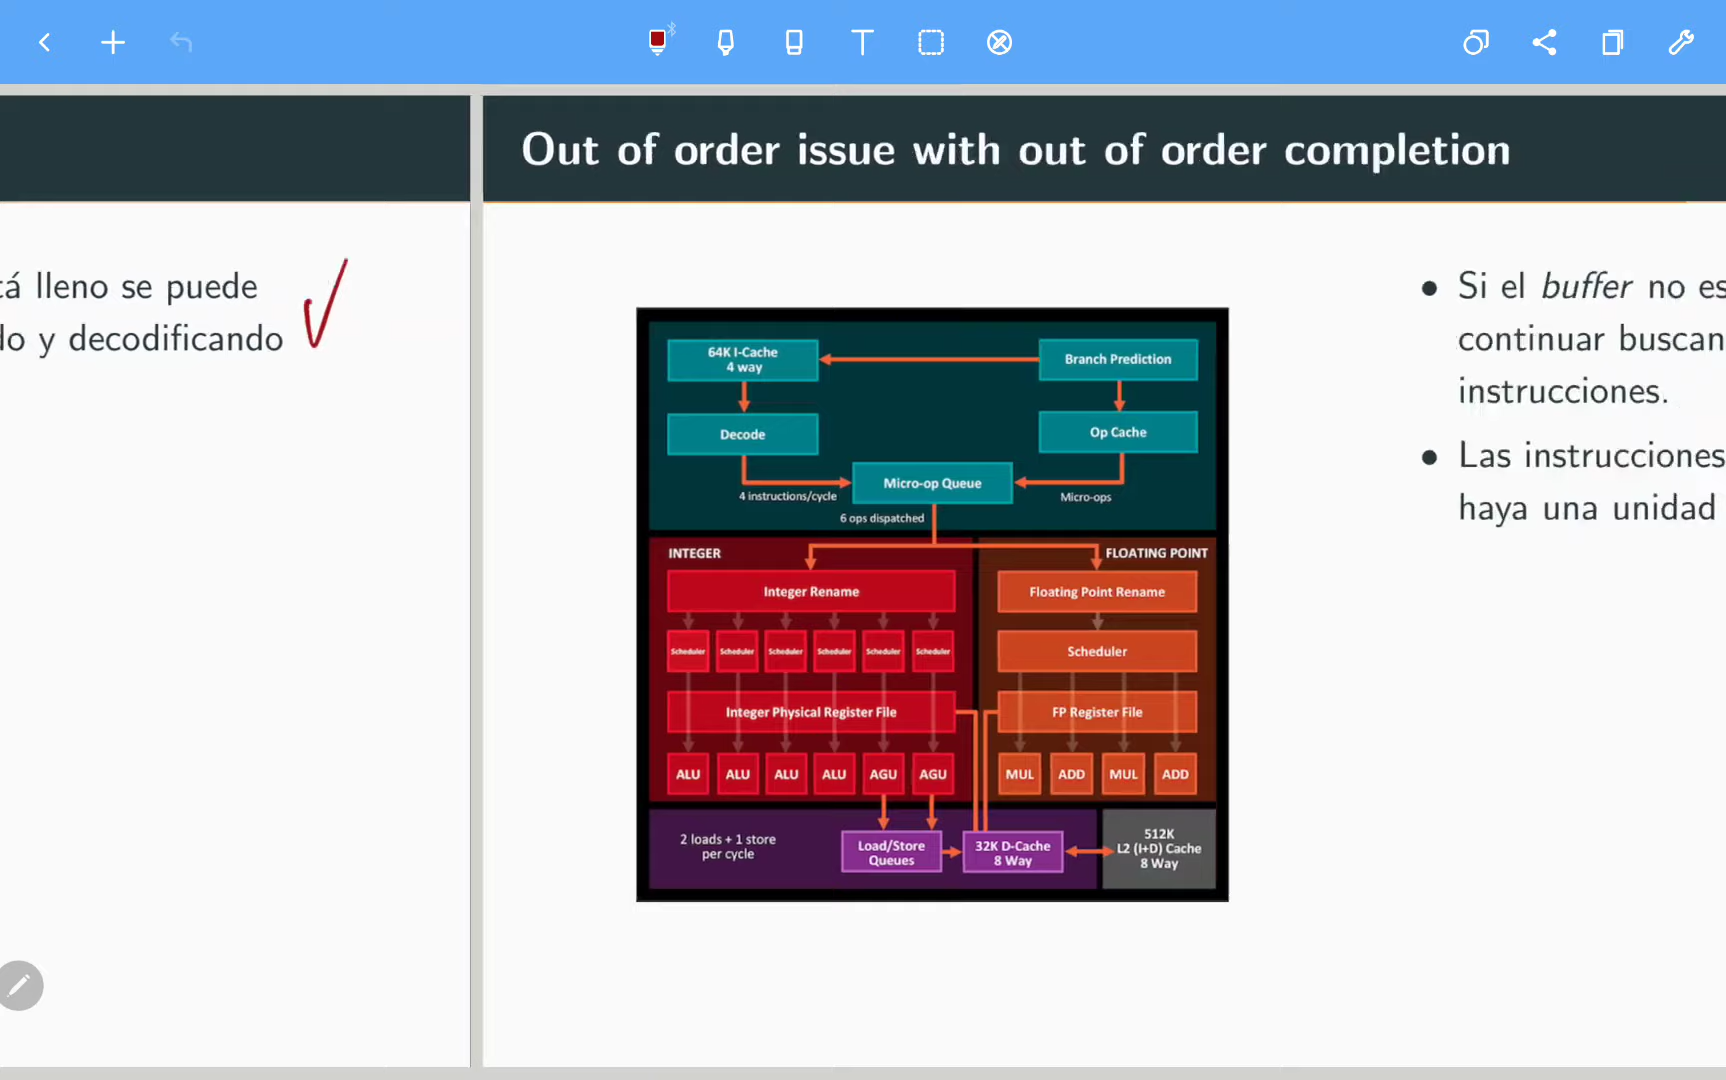 Out of order issue with out of order completion
tá lleno se puede
do y decodificando
64K I-Cache
4 way
Branch Prediction
Decode
Op Cache
Micro-op Queue
4 instructions/cycle
Micro-ops
6 ops dispatched
INTEGER
FLOATING POINT
Integer Rename
Floating Point Rename
Scheduler Scheduler Scheduler Scheduler Scheduler Scheduler
Scheduler
Integer Physical Register File
FP Register File
ALU ALU ALU ALU AGU AGU
MUL ADD MUL ADD
2 loads + 1 store
per cycle
Load/Store
Queues
32K D-Cache
8 Way
512K
L2 (I+D) Cache
8 Way
• Si el buffer no es
continuar buscan
instrucciones.
• Las instrucciones
haya una unidad